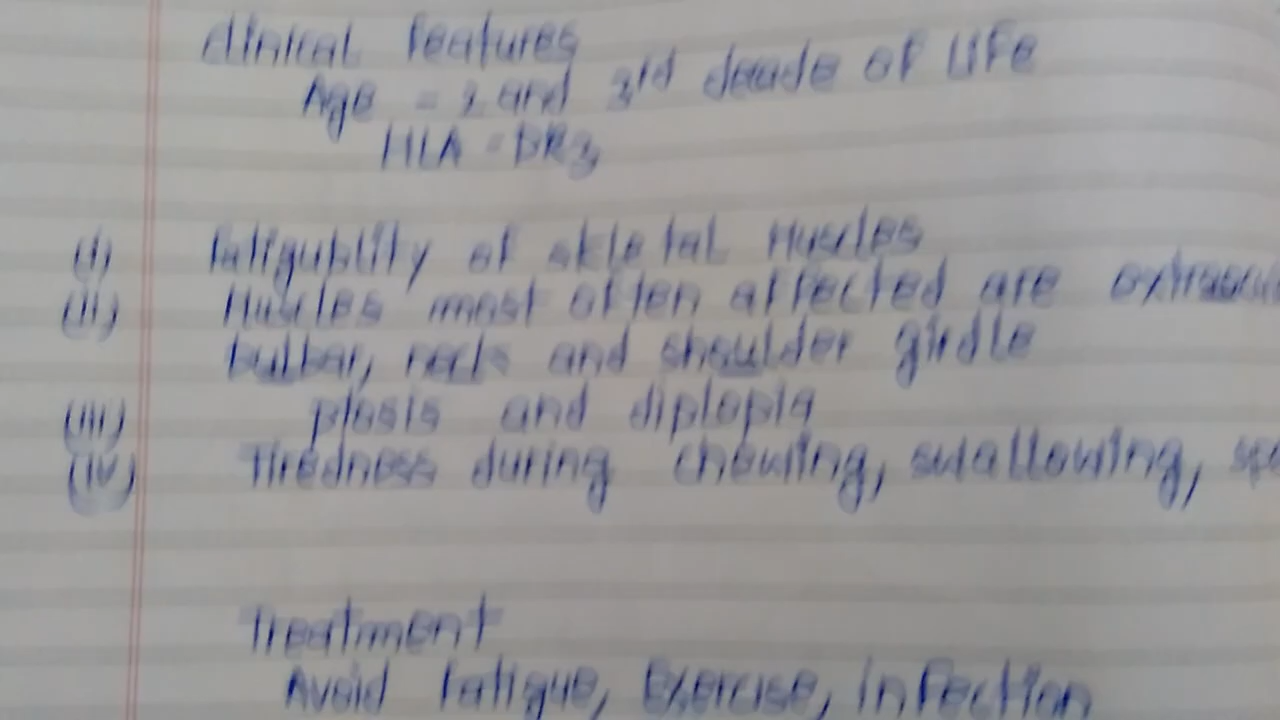 Clinical Features
Age = 2 and 3rd decade of life
HLA - DR3
(i) Fatigublity of skletal Muscles
(ii) Muscles most often affected are
bulbar, neck and shoulder girdle
(iii) ptosis and diplopia
(iv) Tiredness during chewing, swallowing,
Treatment
Avoid Fatigue, Exercise, infection